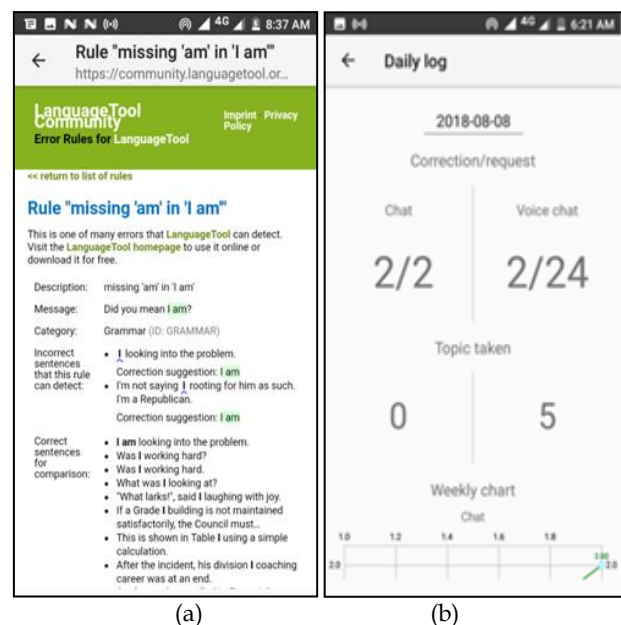 4G 8:37 AM
Rule "missing 'am' in 'I am'"
https://community.languagetool.or...
LanguageTool
Community
Imprint Privacy
Policy
Error Rules for LanguageTool
<< return to list of rules
Rule "missing 'am' in 'I am'"
This is one of many errors that LanguageTool can detect.
Visit the LanguageTool homepage to use it online or
download it for free.
Description: missing 'am' in 'I am'
Message: Did you mean I am?
Category: Grammar (ID: GRAMMAR)
Incorrect
sentences
that this rule
can detect:
• I looking into the problem.
Correction suggestion: I am
• I'm not saying I rooting for him as such.
I'm a Republican.
Correction suggestion: I am
Correct
sentences
for
comparison:
• I am looking into the problem.
• Was I working hard?
• Was I working hard.
• What was I looking at?
• "What larks!", said I laughing with joy.
• If a Grade I building is not maintained
satisfactorily, the Council must...
• This is shown in Table I using a simple
calculation.
• After the incident, his division I coaching
career was at an end.
(a)
4G 6:21 AM
Daily log
2018-08-08
Correction/request
Chat Voice chat
2/2 2/24
Topic taken
0 5
Weekly chart
Chat
1.0 1.2 1.4 1.6 1.8
2.0 2.00 2.0
(b)